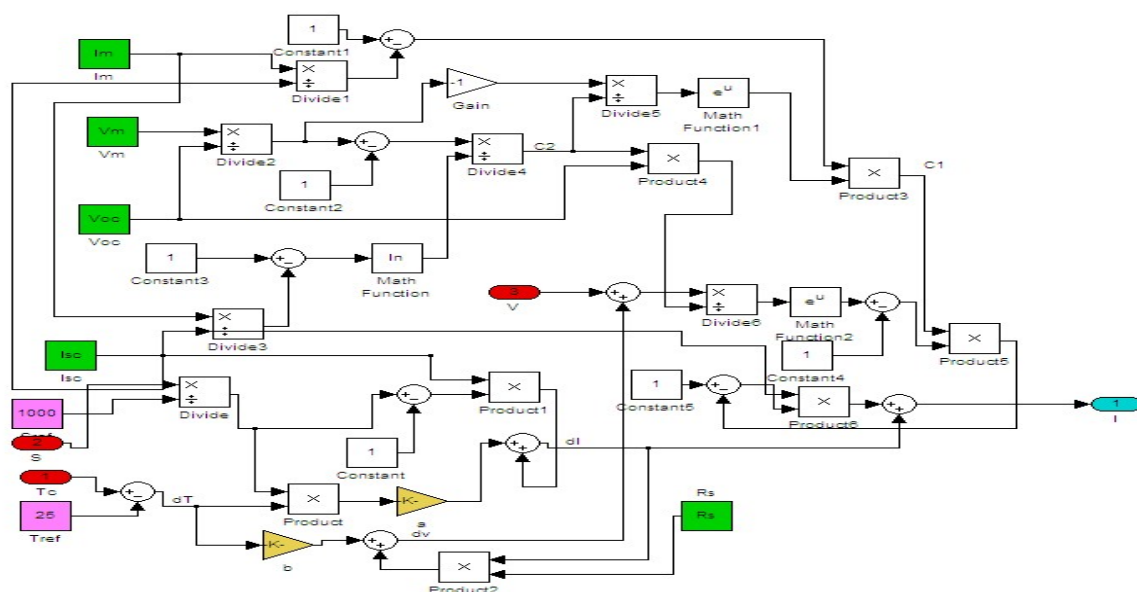 1
Constant1
Im
Im
Divide1
-1
Gain
Divide5
e^u
Math
Function1
Vm
Vm
Divide2
1
Constant2
Divide4
C2
Product4
C1
Product3
Voc
Voc
1
Constant3
ln
Math
Function
3
V
Divide6
e^u
Math
Function2
Divide3
Isc
Isc
1
Constant4
Product5
Divide
Product1
1
Constant5
Product6
1
I
1000
2
S
1
Constant
dI
Tc
25
Tref
dT
Product
K-
a
dv
K-
b
Product2
Rs
Rs